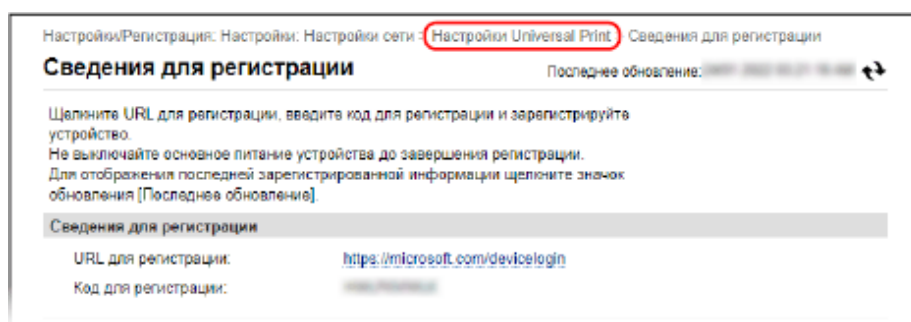 Настройки/Регистрация: Настройки: Настройки сети > Настройки Universal Print Сведения для регистрации
Сведения для регистрации
Последнее обновление:
Щелкните URL для регистрации, введите код для регистрации и зарегистрируйте
устройство.
Не выключайте основное питание устройства до завершения регистрации.
Для отображения последней зарегистрированной информации щелкните значок
обновления [Последнее обновление].
Сведения для регистрации
URL для регистрации: https://microsoft.com/devicelogin
Код для регистрации: